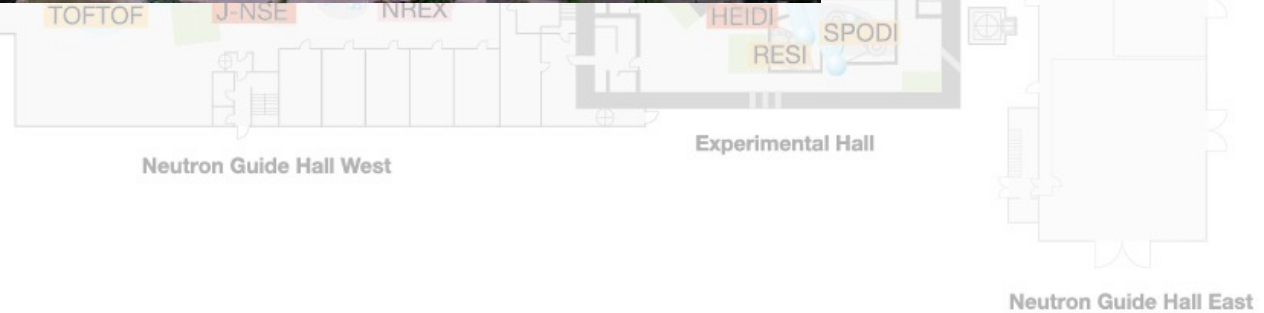 TOFTOF
J-NSE
NREX
HEIDI
SPODI
RESI
Experimental Hall
Neutron Guide Hall West
Neutron Guide Hall East